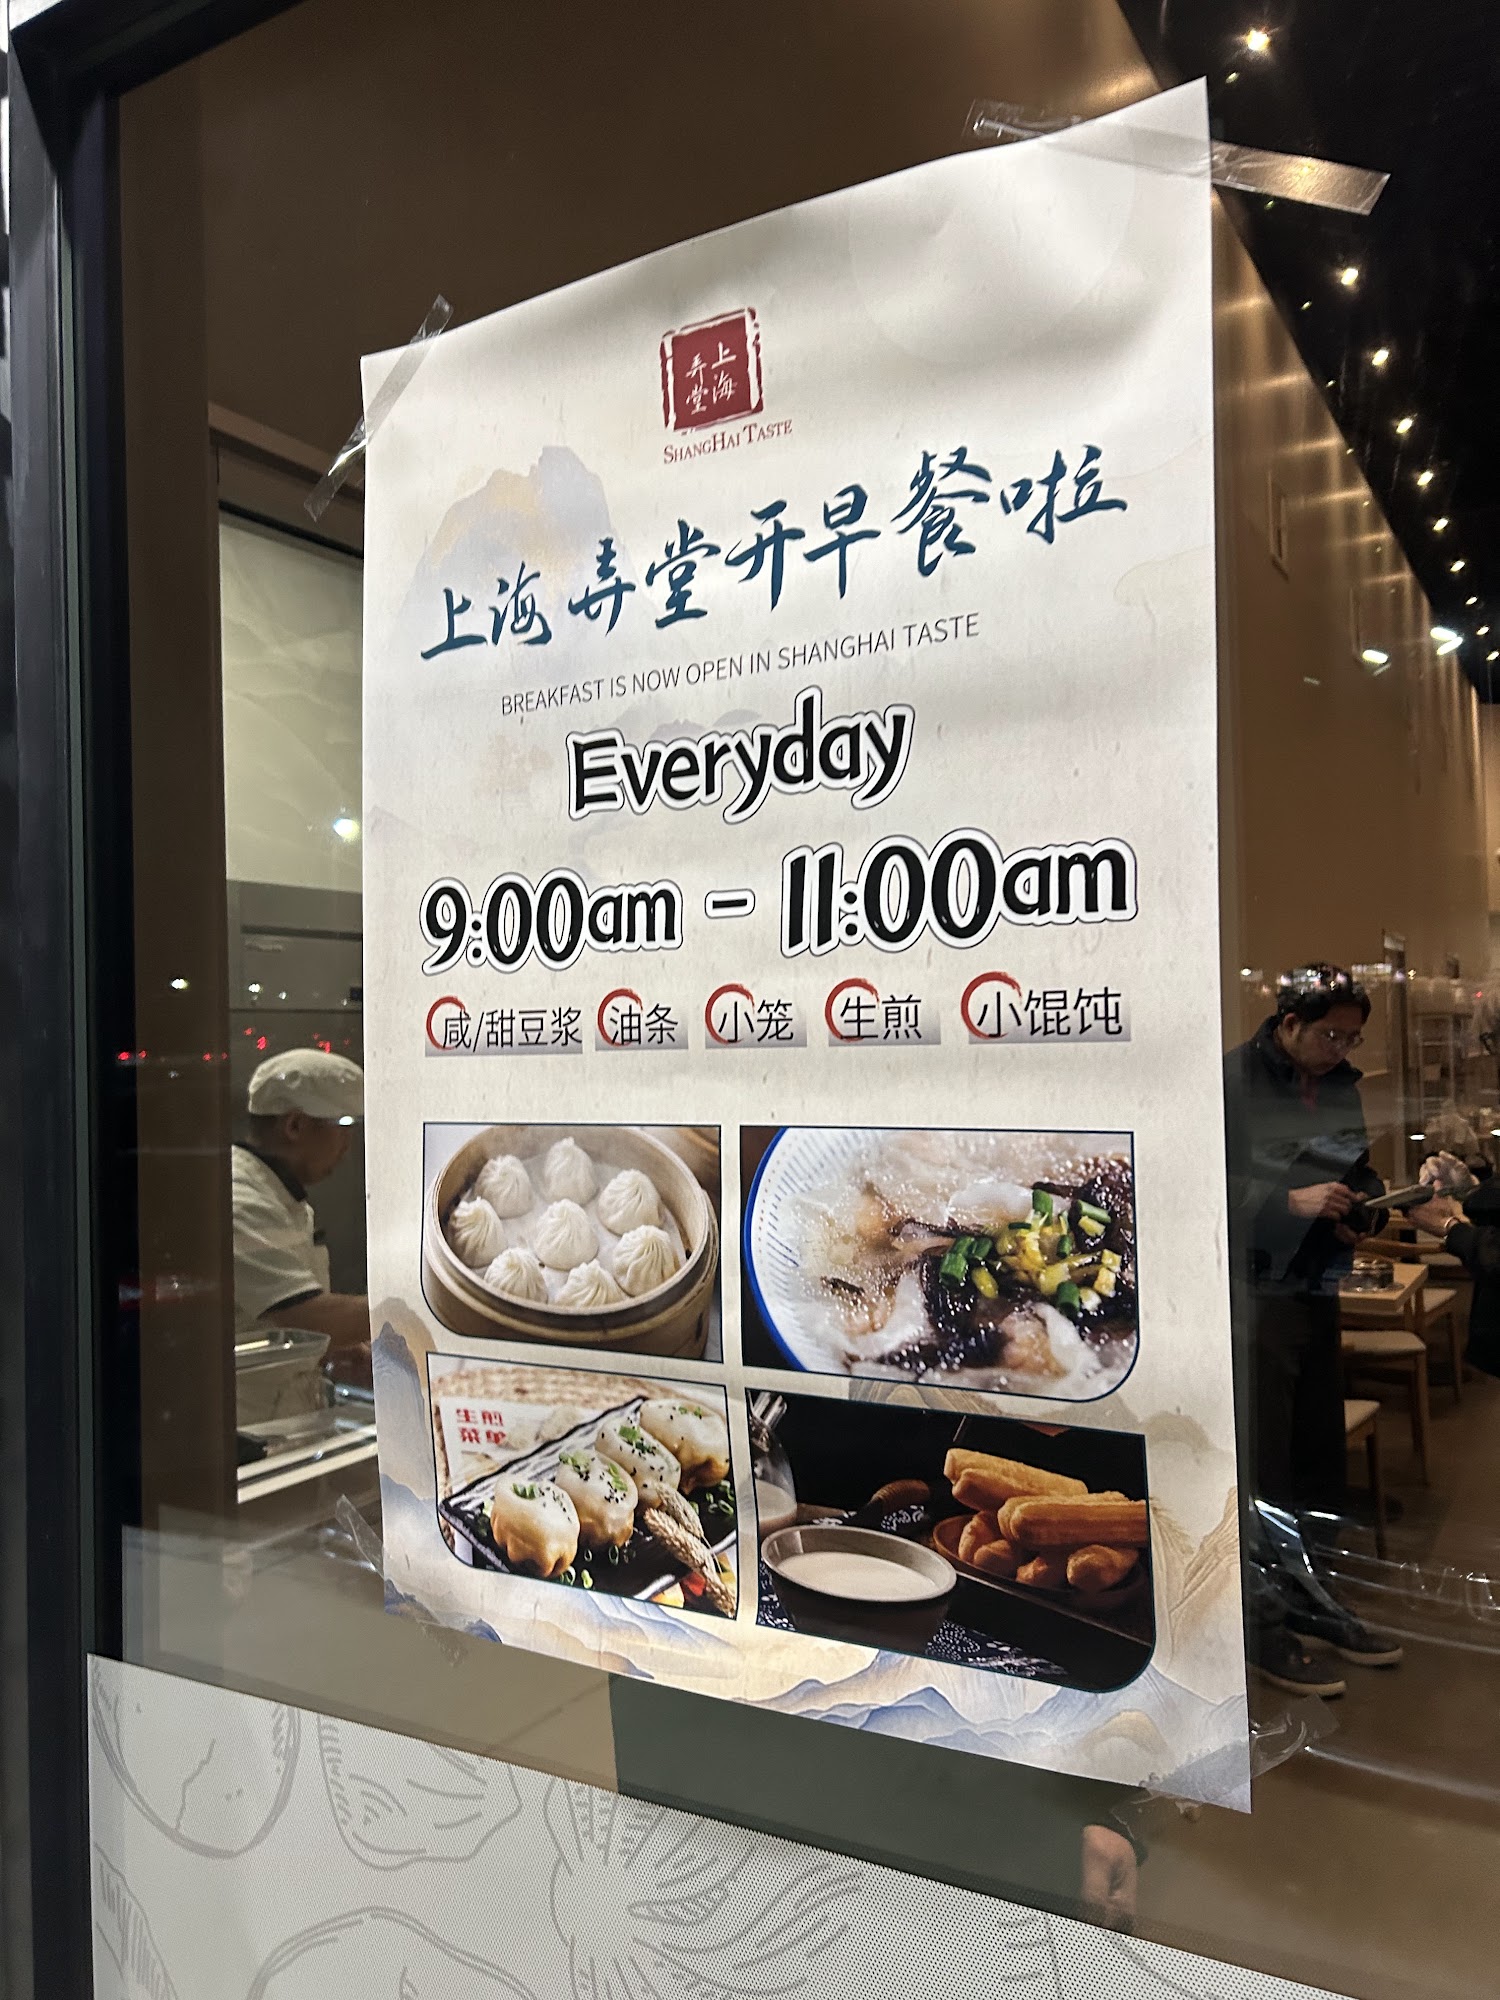 上海
弄堂
SHANGHAI TASTE
上海弄堂开早餐啦
BREAKFAST IS NOW OPEN IN SHANGHAI TASTE
Everyday
9:00am - 11:00am
咸/甜豆浆 油条 小笼 生煎 小馄饨
生煎
菜单